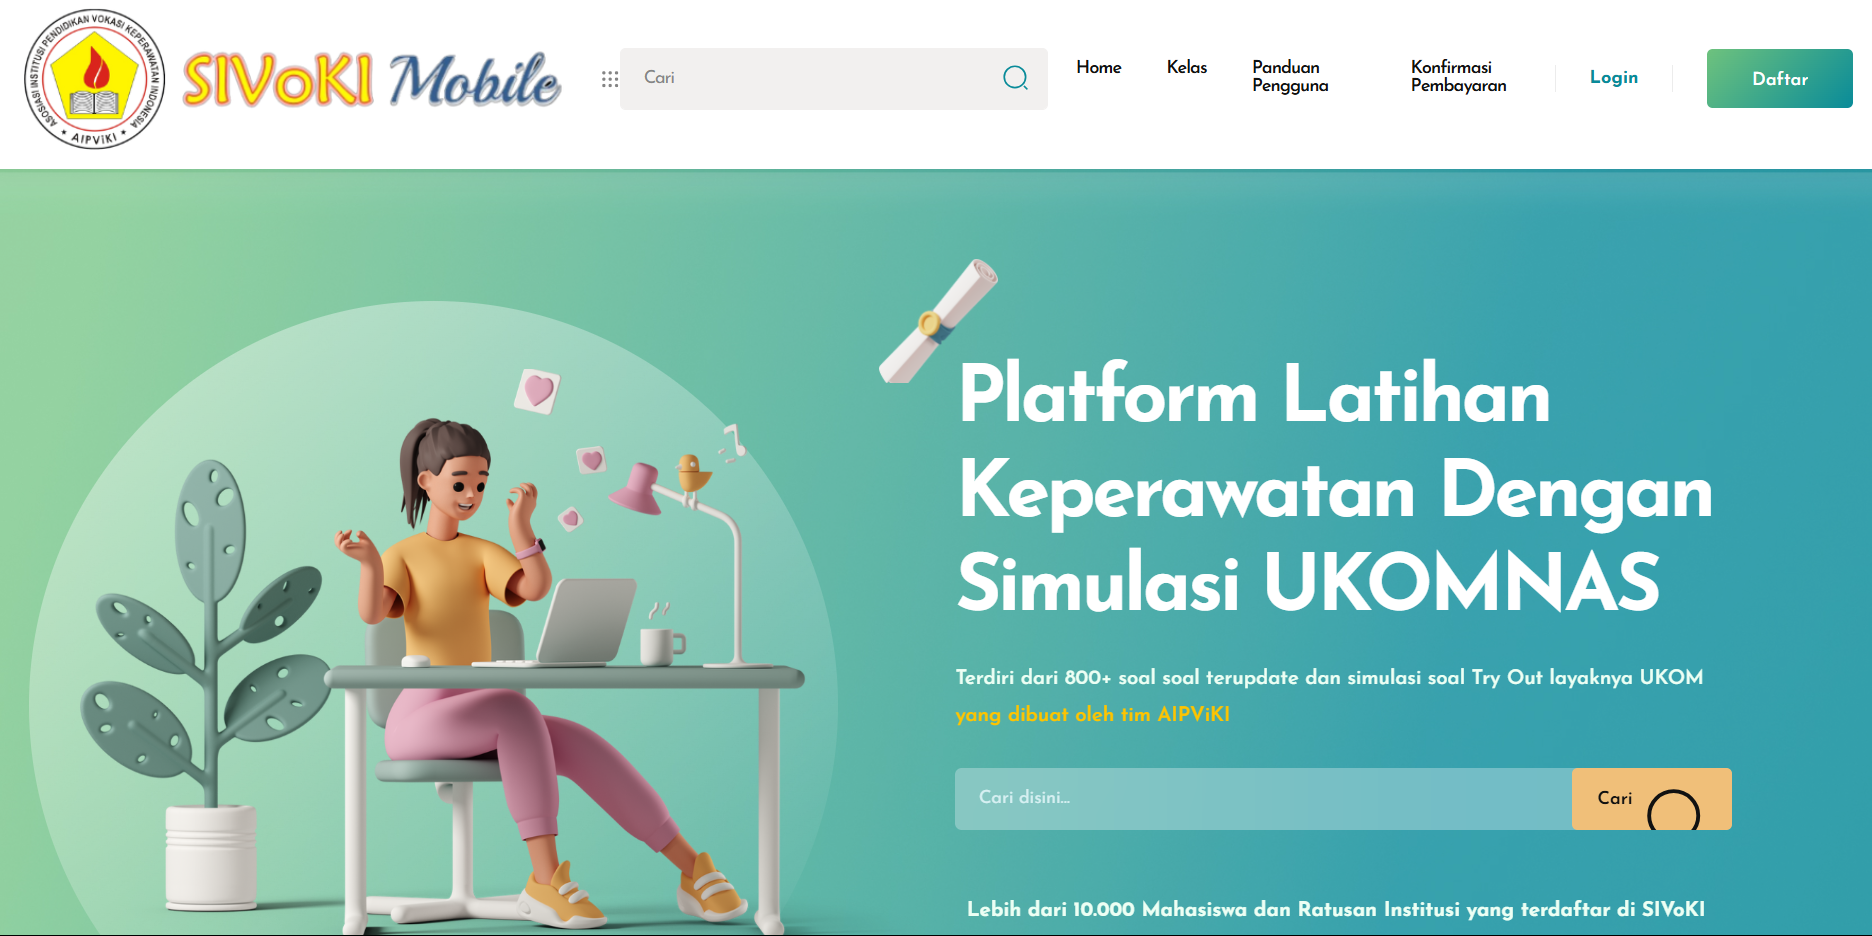 ASOSIASI INSTITUSI PENDIDIKAN VOKASI KEPERAWATAN INDONESIA
AIPViKI
SIVoKI Mobile
Cari
Home
Kelas
Panduan
Pengguna
Konfirmasi
Pembayaran
Login
Daftar
Platform Latihan
Keperawatan Dengan
Simulasi UKOMNAS
Terdiri dari 800+ soal soal terupdate dan simulasi soal Try Out layaknya UKOM
yang dibuat oleh tim AIPViKI
Cari disini...
Cari
Lebih dari 10.000 Mahasiswa dan Ratusan Institusi yang terdaftar di SIVoKI